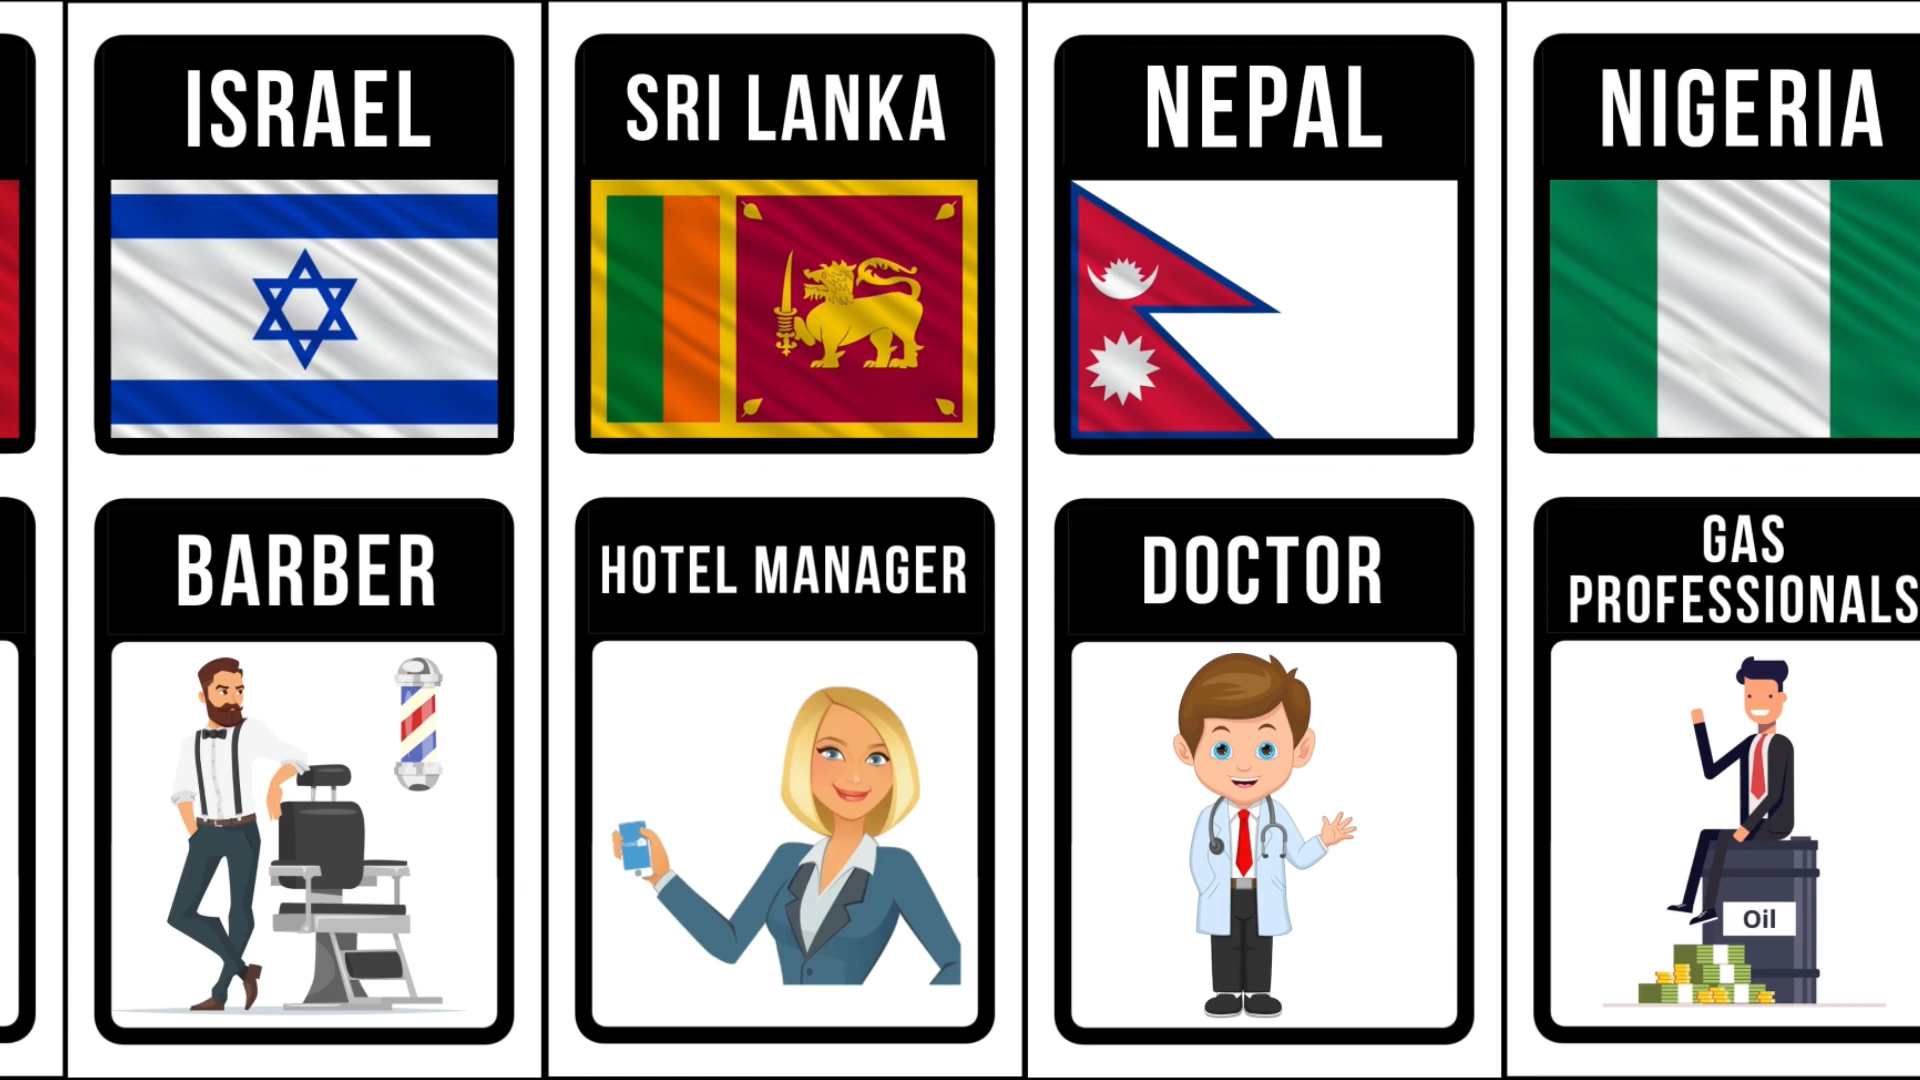 ISRAEL
SRI LANKA
NEPAL
NIGERIA
BARBER
HOTEL MANAGER
DOCTOR
GAS
PROFESSIONALS
Oil